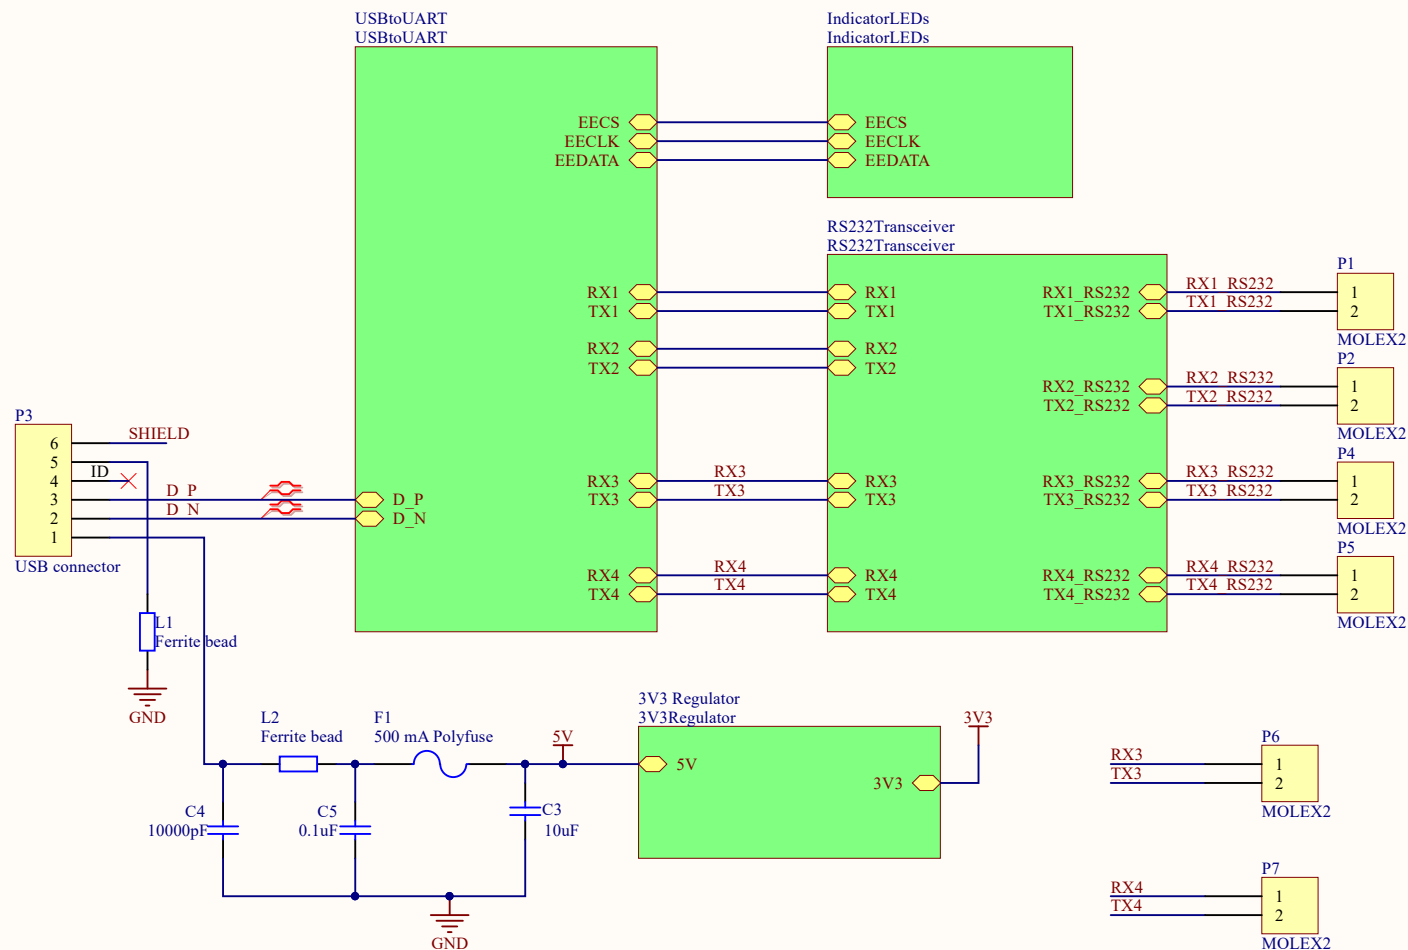 USBtoUART
USBtoUART
EECS
EECLK
EEDATA
RX1
TX1
RX2
TX2
RX3
TX3
RX4
TX4
D_P
D_N
IndicatorLEDs
IndicatorLEDs
EECS
EECLK
EEDATA
RS232Transceiver
RS232Transceiver
RX1
TX1
RX2
TX2
RX3
TX3
RX4
TX4
RX1_RS232
TX1_RS232
RX2_RS232
TX2_RS232
RX3_RS232
TX3_RS232
RX4_RS232
TX4_RS232
RX3
TX3
RX4
TX4
P1
RX1_RS232
TX1_RS232
1
2
MOLEX2
P2
RX2_RS232
TX2_RS232
1
2
MOLEX2
P4
RX3_RS232
TX3_RS232
1
2
MOLEX2
P5
RX4_RS232
TX4_RS232
1
2
MOLEX2
P3
6
5
4
3
2
1
SHIELD
ID
D_P
D_N
USB connector
L1
Ferrite bead
GND
L2
Ferrite bead
F1
500 mA Polyfuse
5V
C4
10000pF
C5
0.1uF
C3
10uF
GND
3V3 Regulator
3V3Regulator
5V
3V3
3V3
P6
RX3
TX3
1
2
MOLEX2
P7
RX4
TX4
1
2
MOLEX2